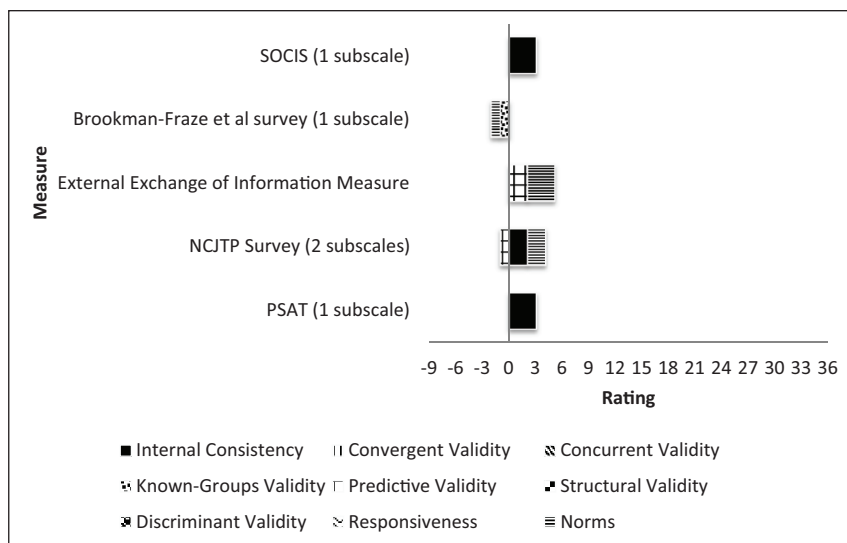 Measure
SOCIS (1 subscale)
Brookman-Fraze et al survey (1 subscale)
External Exchange of Information Measure
NCJTP Survey (2 subscales)
PSAT (1 subscale)
-9 -6 -3 0 3 6 9 12 15 18 21 24 27 30 33 36
Rating
Internal Consistency Convergent Validity Concurrent Validity
Known-Groups Validity Predictive Validity Structural Validity
Discriminant Validity Responsiveness Norms